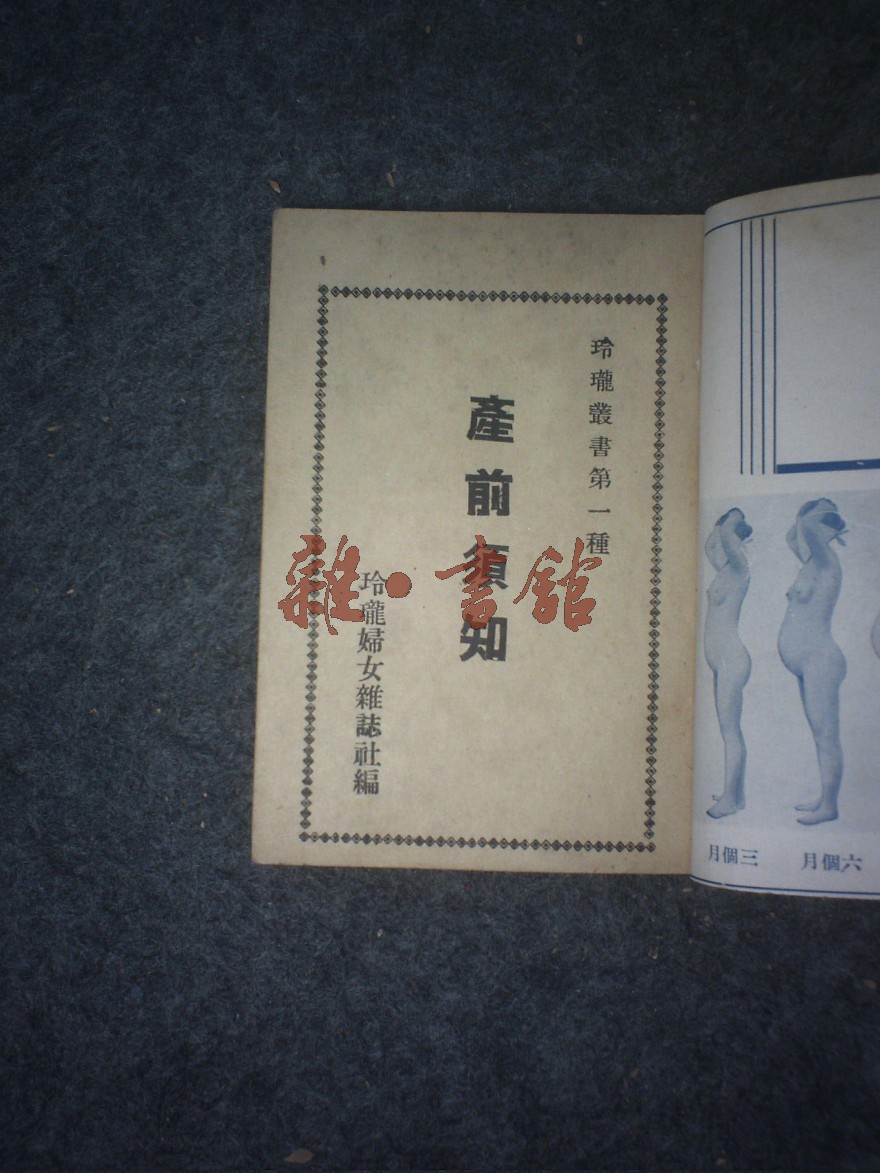 玲瓏叢書第一種
產前須知
玲瓏婦女雜誌社編
雜·書館
月個三
月個六